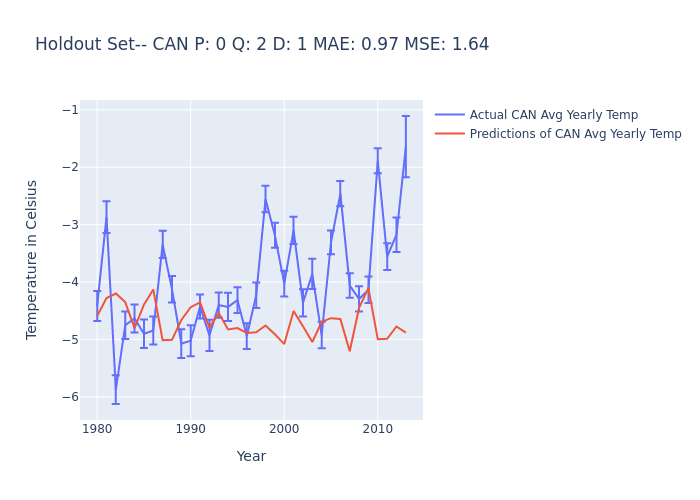 Holdout Set-- CAN P: 0 Q: 2 D: 1 MAE: 0.97 MSE: 1.64
Actual CAN Avg Yearly Temp
Predictions of CAN Avg Yearly Temp
Temperature in Celsius
−1
−2
−3
−4
−5
−6
1980
1990
2000
2010
Year